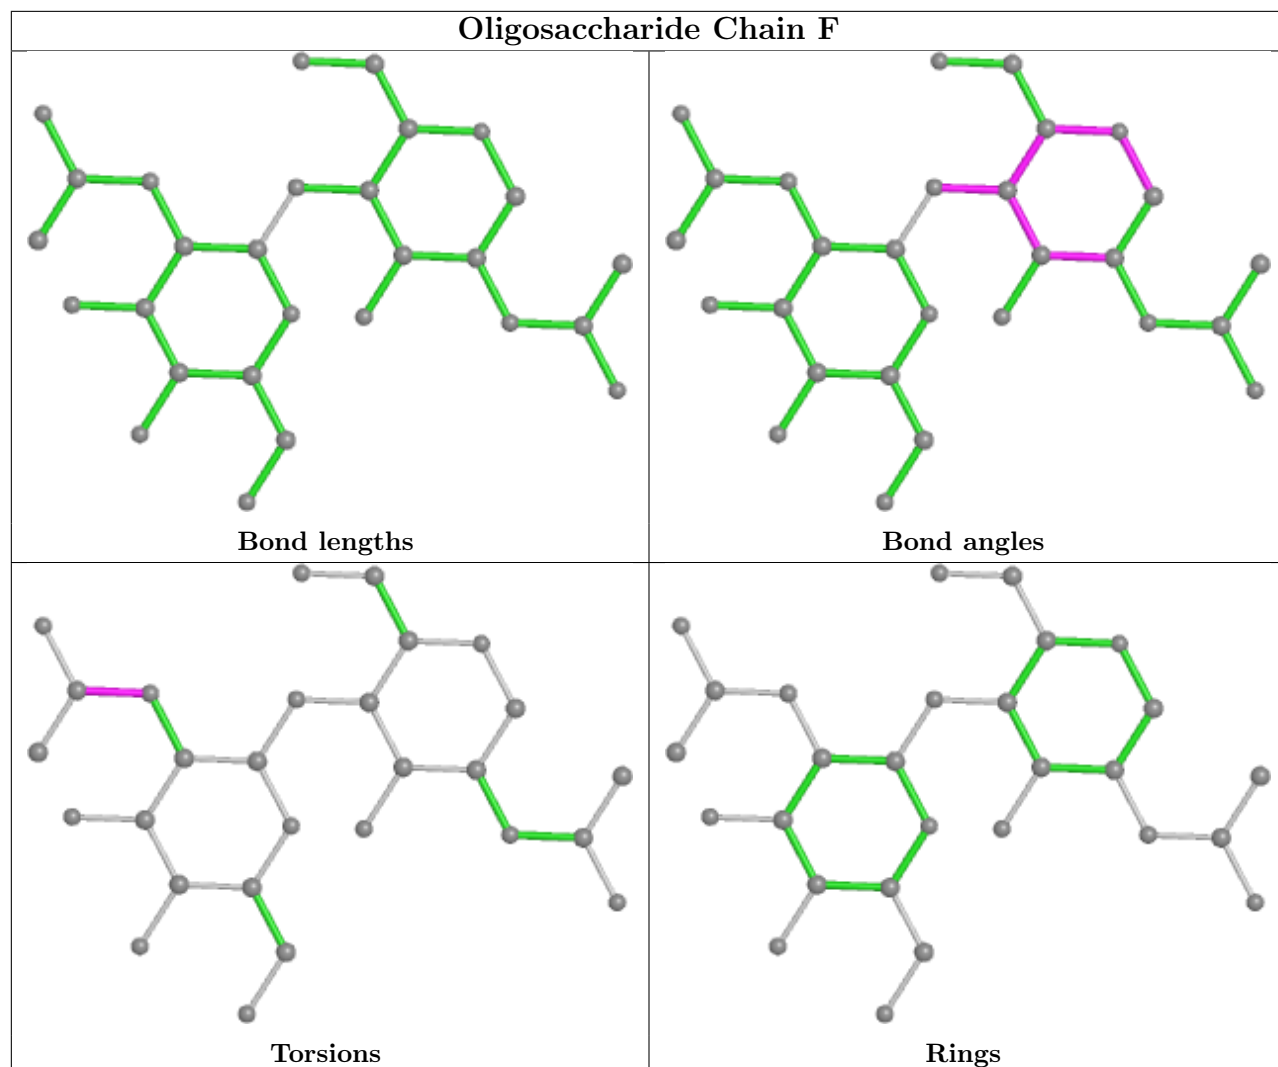 Oligosaccharide Chain F
Bond lengths
Bond angles
Torsions
Rings